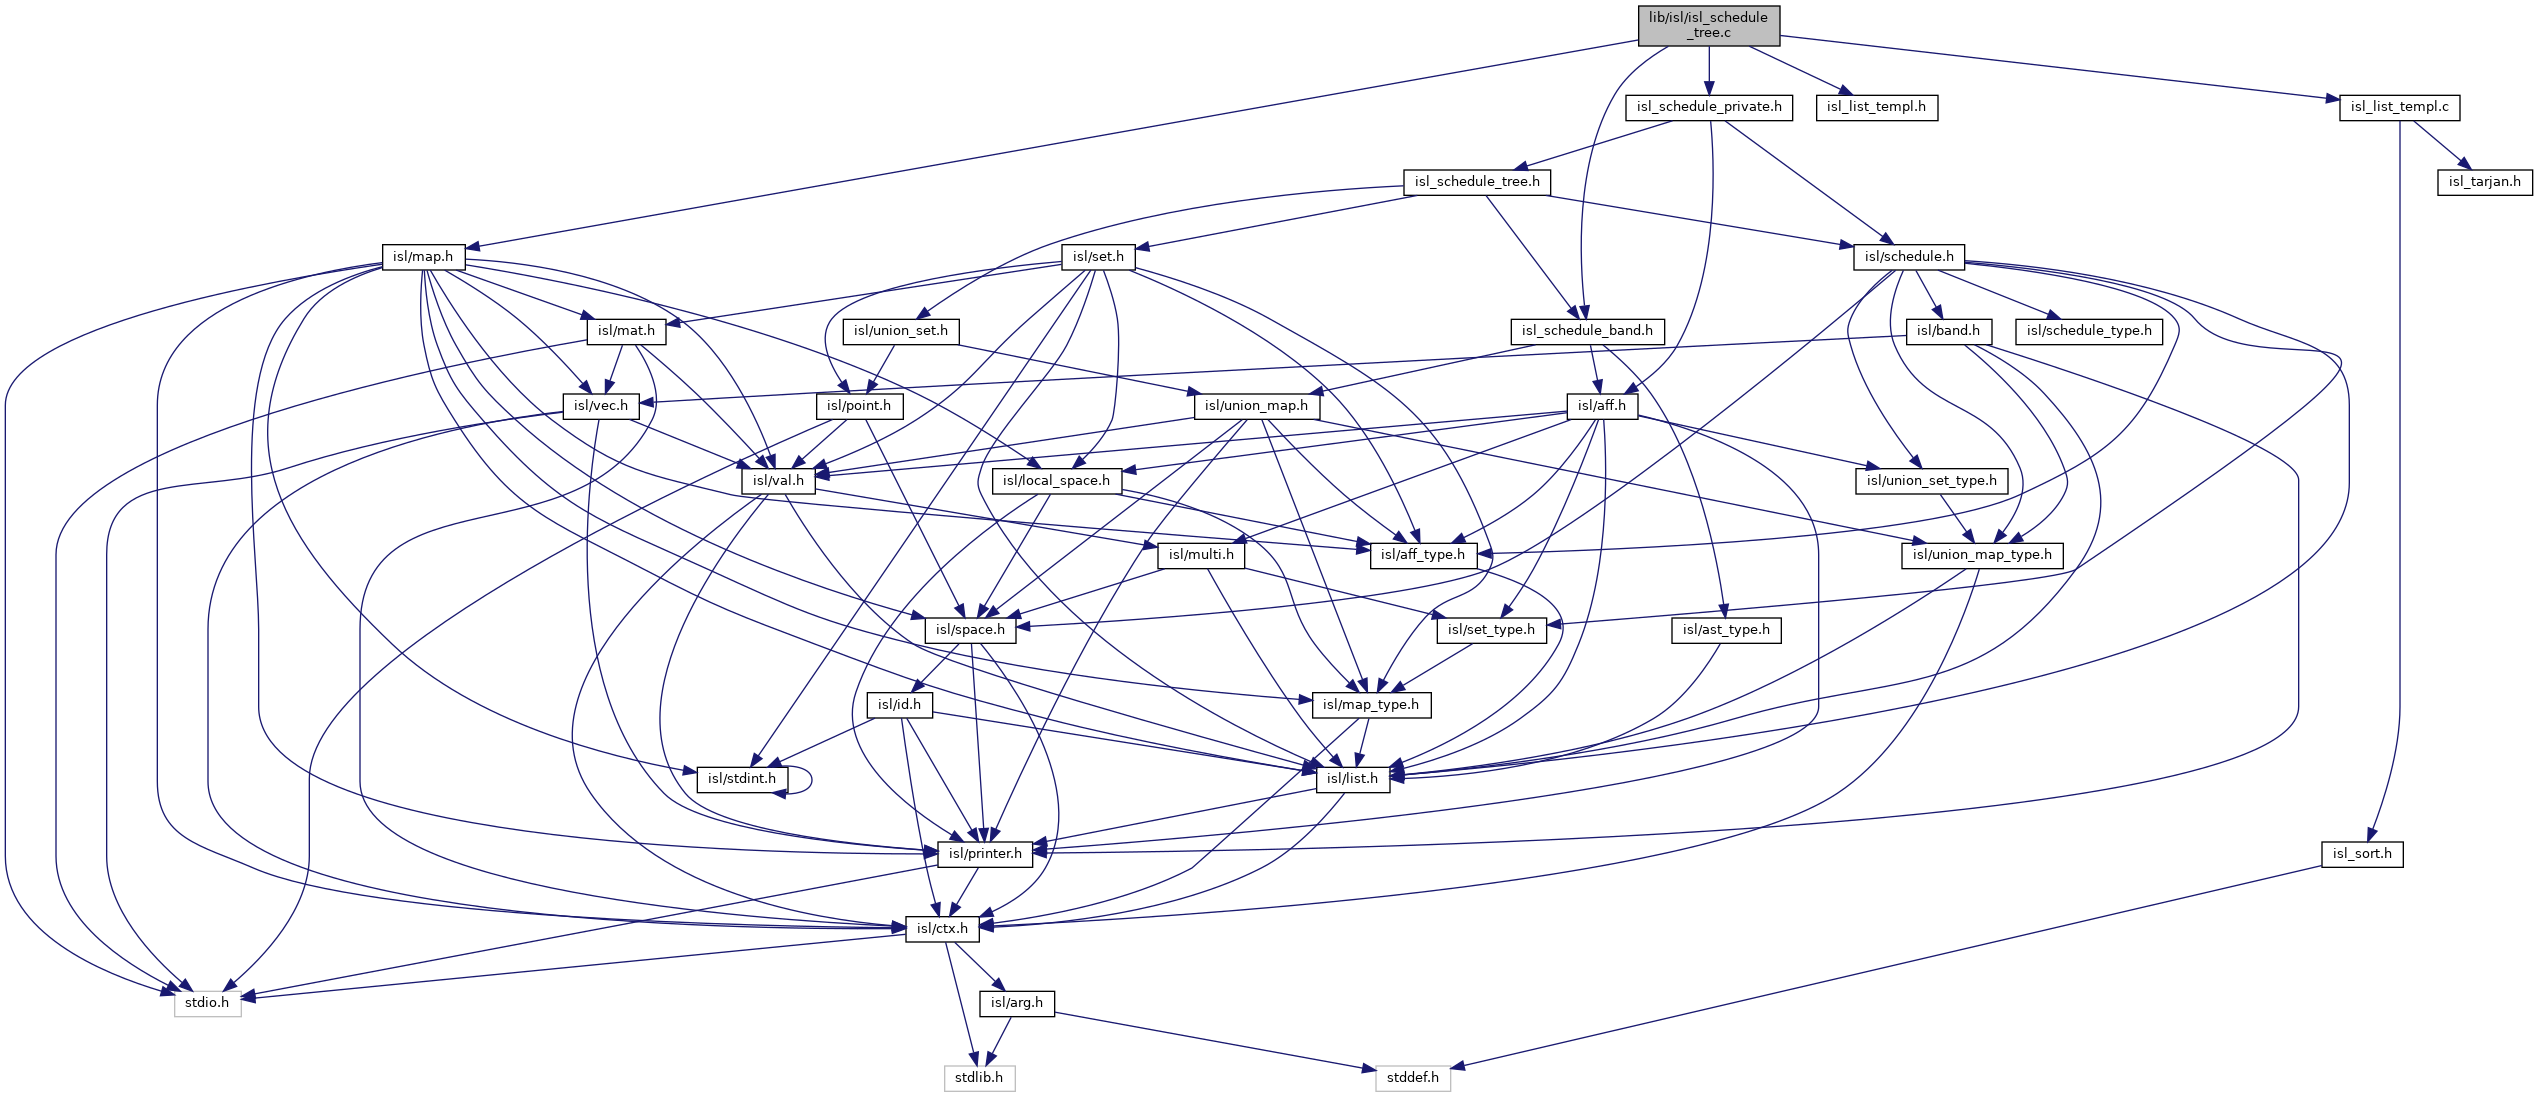 lib/isl/isl_schedule
_tree.c
isl_schedule_private.h
isl_list_templ.h
isl_list_templ.c
isl_schedule_tree.h
isl_tarjan.h
isl/map.h
isl/set.h
isl/schedule.h
isl/mat.h
isl/union_set.h
isl_schedule_band.h
isl/band.h
isl/schedule_type.h
isl/vec.h
isl/point.h
isl/union_map.h
isl/aff.h
isl/val.h
isl/local_space.h
isl/union_set_type.h
isl/multi.h
isl/aff_type.h
isl/union_map_type.h
isl/space.h
isl/set_type.h
isl/ast_type.h
isl/id.h
isl/map_type.h
isl/stdint.h
isl/list.h
isl/printer.h
isl_sort.h
isl/ctx.h
stdio.h
isl/arg.h
stdlib.h
stddef.h